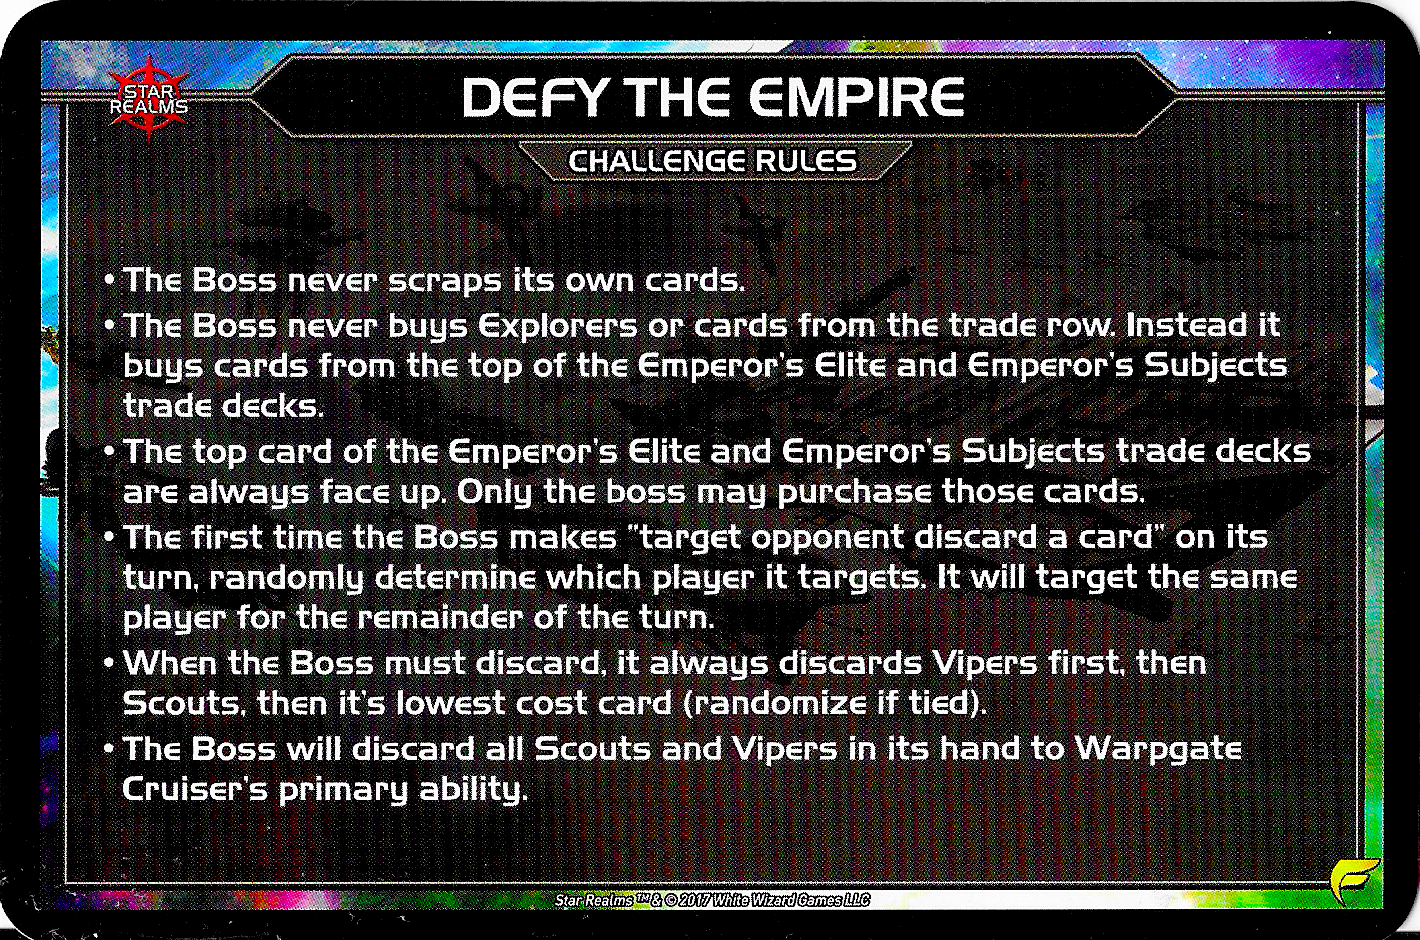 STAR
REALMS
DEFY THE EMPIRE
CHALLENGE RULES
• The Boss never scraps its own cards.
• The Boss never buys Explorers or cards from the trade row. Instead it
buys cards from the top of the Emperor's Elite and Emperor's Subjects
trade decks.
• The top card of the Emperor's Elite and Emperor's Subjects trade decks
are always face up. Only the boss may purchase those cards.
• The first time the Boss makes "target opponent discard a card" on its
turn, randomly determine which player it targets. It will target the same
player for the remainder of the turn.
• When the Boss must discard, it always discards Vipers first, then
Scouts, then it's lowest cost card (randomize if tied).
• The Boss will discard all Scouts and Vipers in its hand to Warpgate
Cruiser's primary ability.
Star Realms ™ & © 2017 White Wizard Games LLC